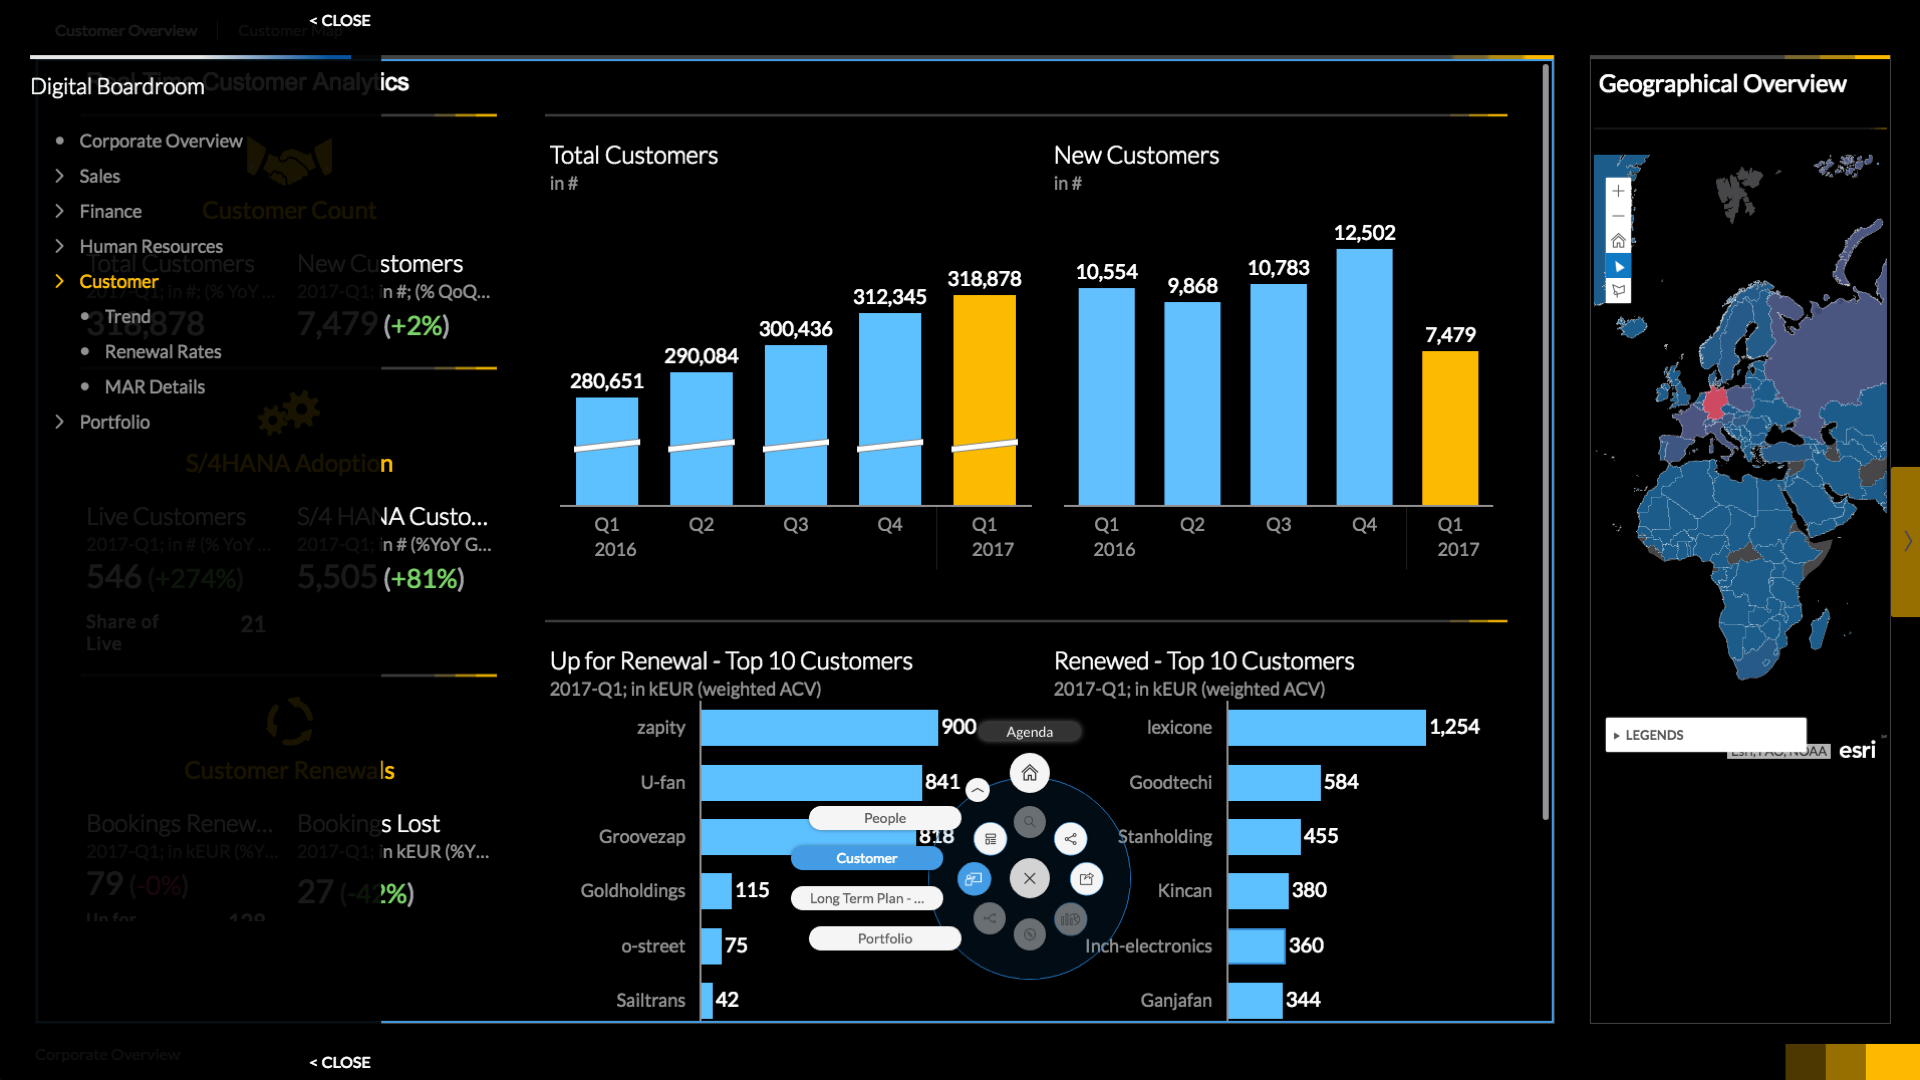 < CLOSE
Customer Overview
Customer Map
Digital Boardroom
Real-Time Customer Analytics
Corporate Overview
Sales
Finance
Human Resources
Customer
Trend
Renewal Rates
MAR Details
Portfolio
Customer Count
Total Customers
2017-Q1; in #; (% YoY ...
318,878
New Customers
2017-Q1; in #; (% QoQ...
7,479 (+2%)
S/4HANA Adoption
Live Customers
2017-Q1; in # (% YoY ...
546 (+274%)
S/4 HANA Custo...
2017-Q1; in # (%YoY G...
5,505 (+81%)
Share of
Live
21
Customer Renewals
Bookings Renew...
2017-Q1; in kEUR (%Y...
79 (-0%)
Bookings Lost
2017-Q1; in kEUR (%Y...
27 (-42%)
Up for
Corporate Overview
< CLOSE
Total Customers
in #
280,651
290,084
300,436
312,345
318,878
Q1 Q2 Q3 Q4 Q1
2016 2017
New Customers
in #
10,554
9,868
10,783
12,502
7,479
Q1 Q2 Q3 Q4 Q1
2016 2017
Up for Renewal - Top 10 Customers
2017-Q1; in kEUR (weighted ACV)
zapity 900
U-fan 841
Groovezap 818
Goldholdings 115
o-street 75
Sailtrans 42
Agenda
People
Customer
Long Term Plan - ...
Portfolio
Renewed - Top 10 Customers
2017-Q1; in kEUR (weighted ACV)
lexicone 1,254
Goodtechi 584
Stanholding 455
Kincan 380
Inch-electronics 360
Ganjafan 344
Geographical Overview
LEGENDS
Esri, FAO, NOAA
esri